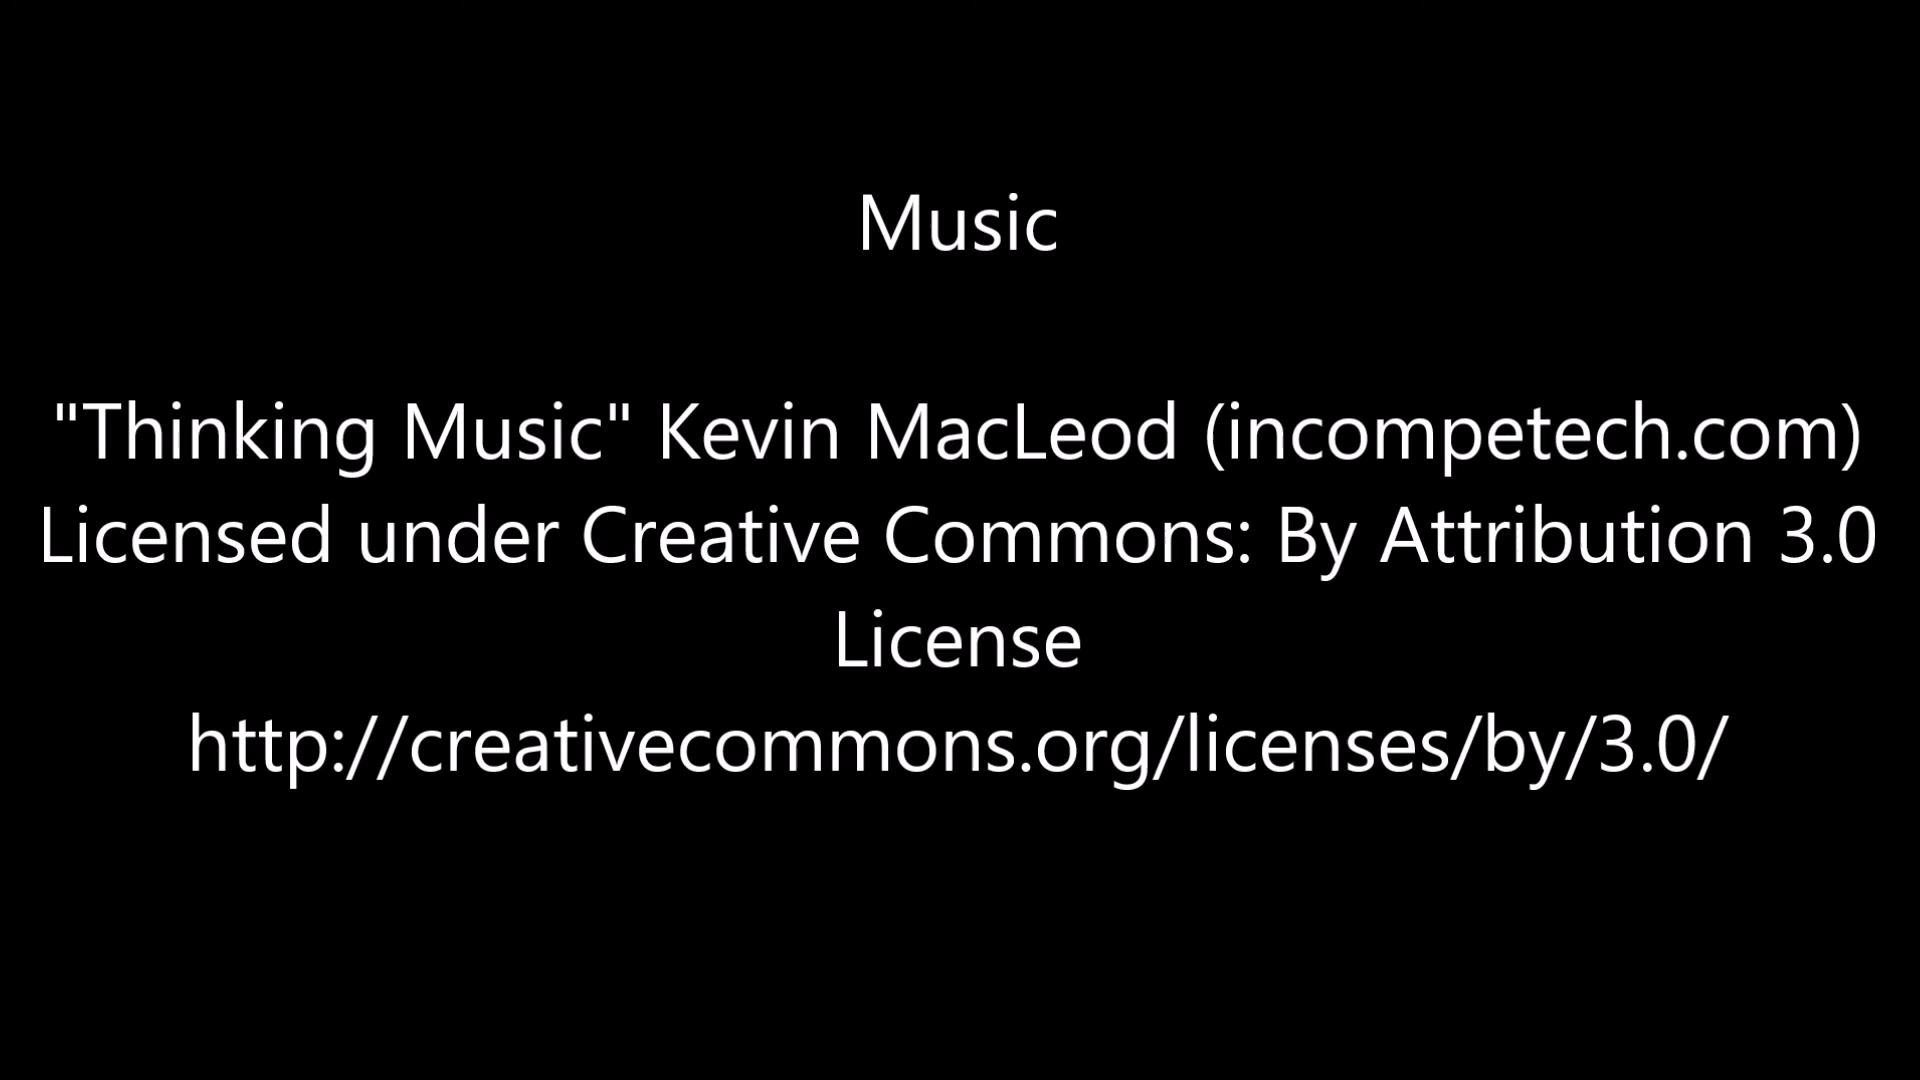 Music
"Thinking Music" Kevin MacLeod (incompetech.com)
Licensed under Creative Commons: By Attribution 3.0
License
http://creativecommons.org/licenses/by/3.0/